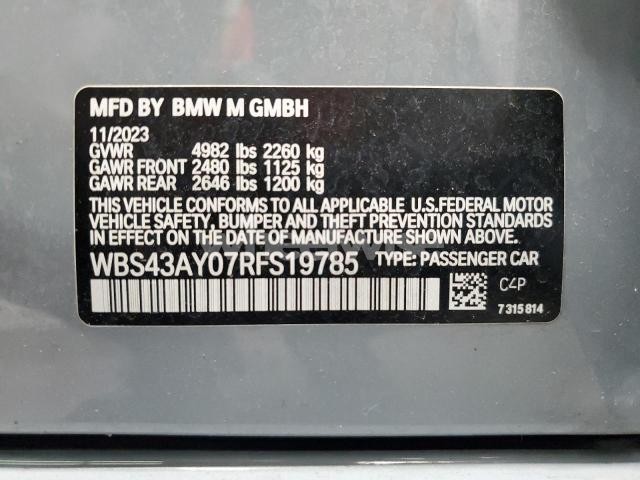 MFD BY BMW M GMBH
11/2023
GVWR 4982 lbs 2260 kg
GAWR FRONT 2480 lbs 1125 kg
GAWR REAR 2646 lbs 1200 kg
THIS VEHICLE CONFORMS TO ALL APPLICABLE U.S.FEDERAL MOTOR
VEHICLE SAFETY, BUMPER AND THEFT PREVENTION STANDARDS
IN EFFECT ON THE DATE OF MANUFACTURE SHOWN ABOVE.
WBS43AY07RFS19785 TYPE: PASSENGER CAR
C4P
7315814